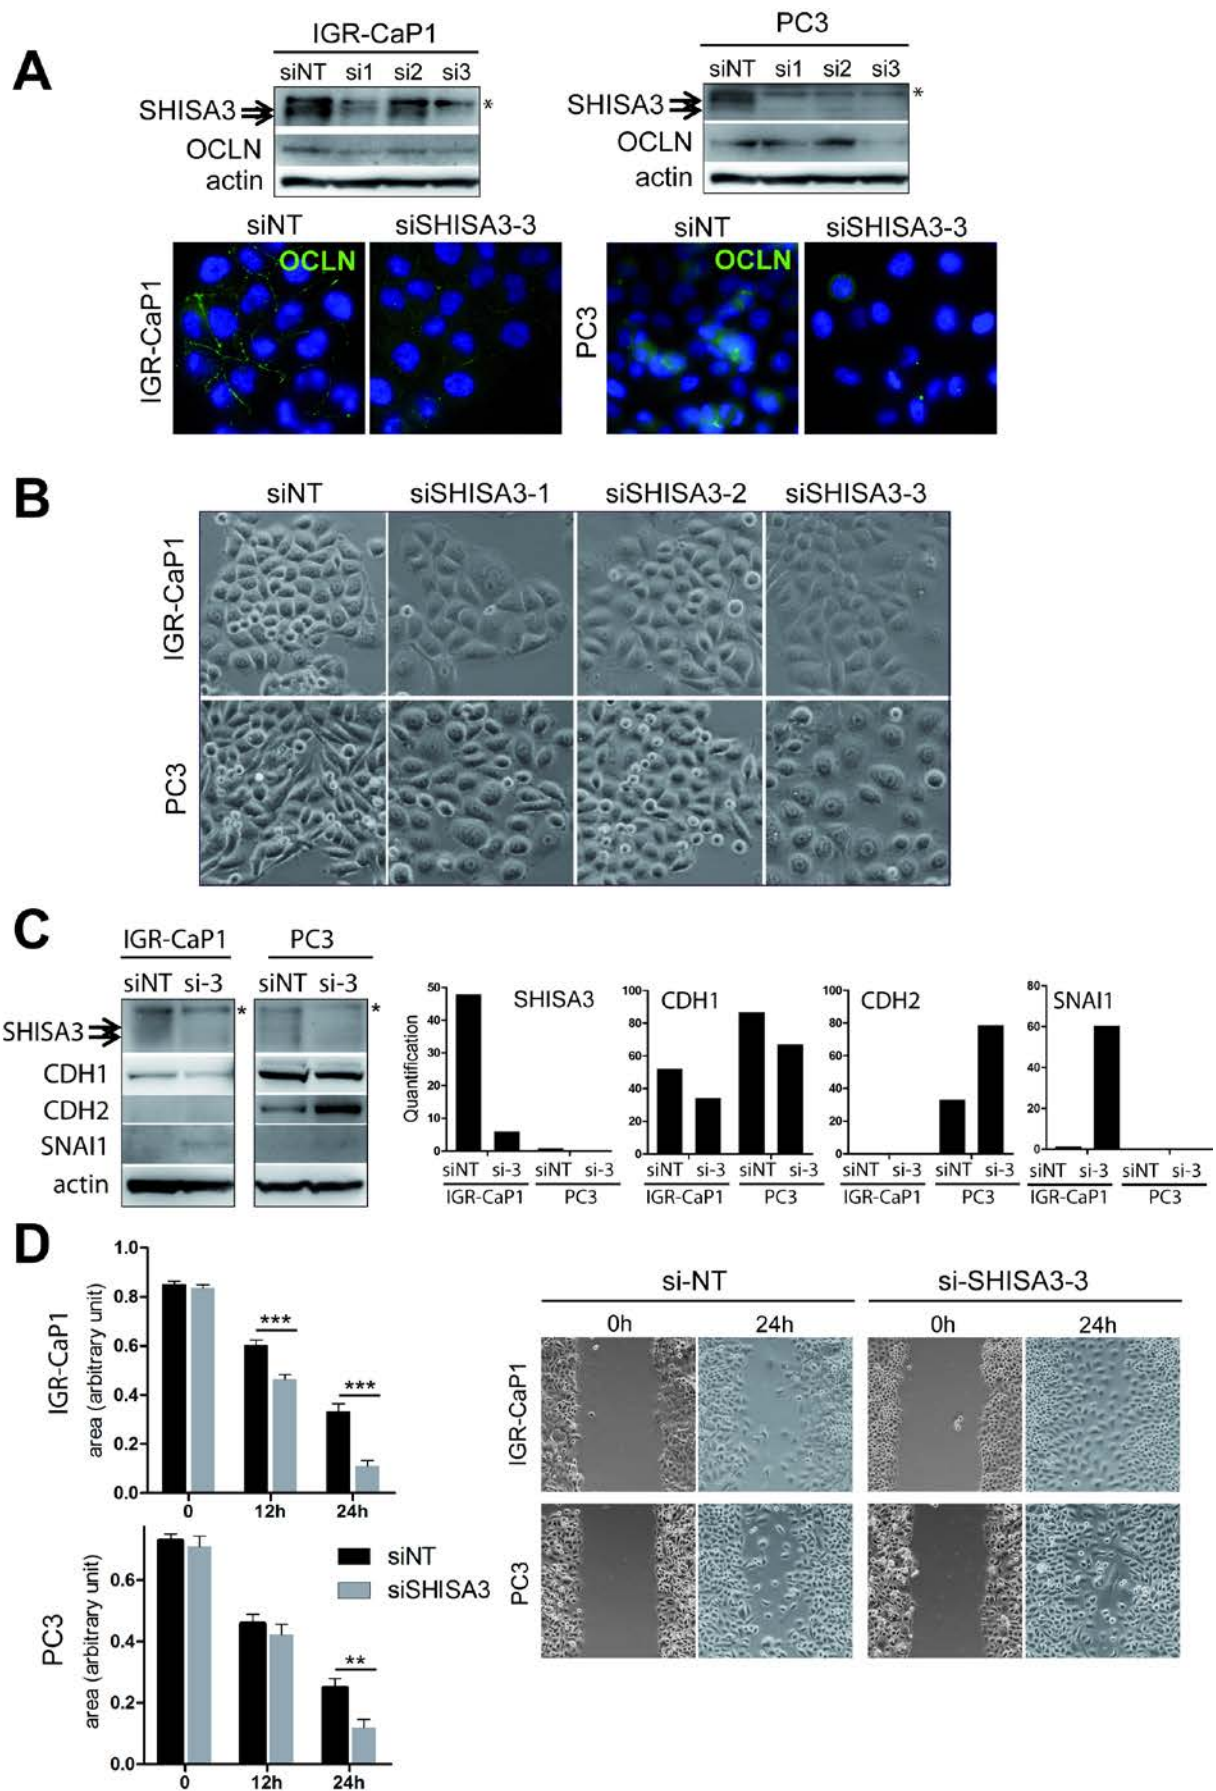 A
IGR-CaP1
siNT si1 si2 si3
SHISA3
*
OCLN
actin
PC3
siNT si1 si2 si3
SHISA3
*
OCLN
actin
siNT siSHISA3-3
IGR-CaP1
OCLN
siNT siSHISA3-3
PC3
OCLN
B
siNT siSHISA3-1 siSHISA3-2 siSHISA3-3
IGR-CaP1
PC3
C
IGR-CaP1 PC3
siNT si-3 siNT si-3
SHISA3
* *
CDH1
CDH2
SNAI1
actin
Quantification
50
40
30
20
10
0
SHISA3
siNT si-3 siNT si-3
IGR-CaP1 PC3
100
80
60
40
20
0
CDH1
siNT si-3 siNT si-3
IGR-CaP1 PC3
100
80
60
40
20
0
CDH2
siNT si-3 siNT si-3
IGR-CaP1 PC3
80
60
40
20
0
SNAI1
siNT si-3 siNT si-3
IGR-CaP1 PC3
D
IGR-CaP1
area (arbitrary unit)
1.0
0.8
0.6
0.4
0.2
0.0
***
***
0 12h 24h
PC3
area (arbitrary unit)
0.6
0.4
0.2
0.0
**
0 12h 24h
siNT
siSHISA3
si-NT si-SHISA3-3
0h 24h 0h 24h
IGR-CaP1
PC3